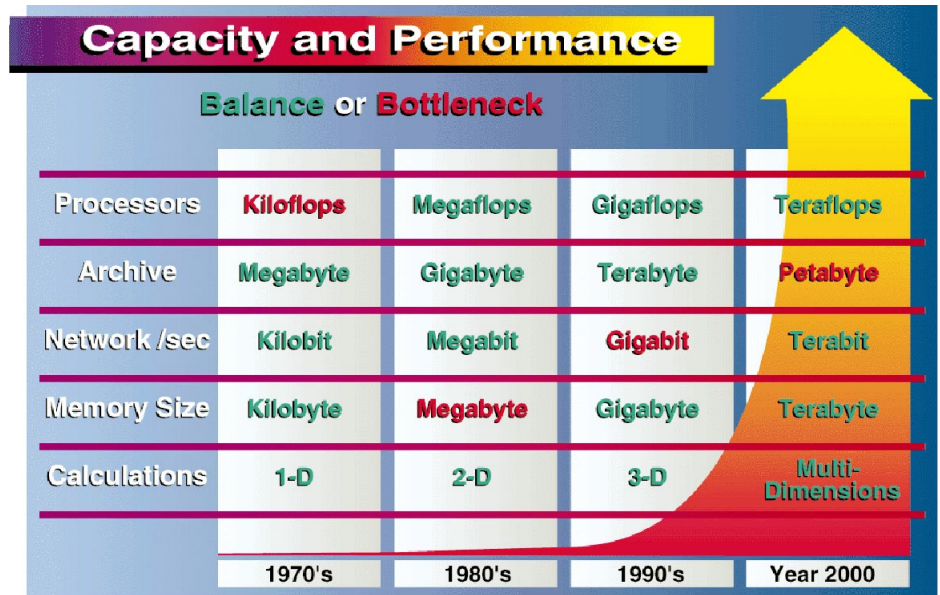 Capacity and Performance
Balance or Bottleneck
Processors Kiloflops Megaflops Gigaflops Teraflops
Archive Megabyte Gigabyte Terabyte Petabyte
Network /sec Kilobit Megabit Gigabit Terabit
Memory Size Kilobyte Megabyte Gigabyte Terabyte
Calculations 1-D 2-D 3-D Multi-
Dimensions
1970's 1980's 1990's Year 2000